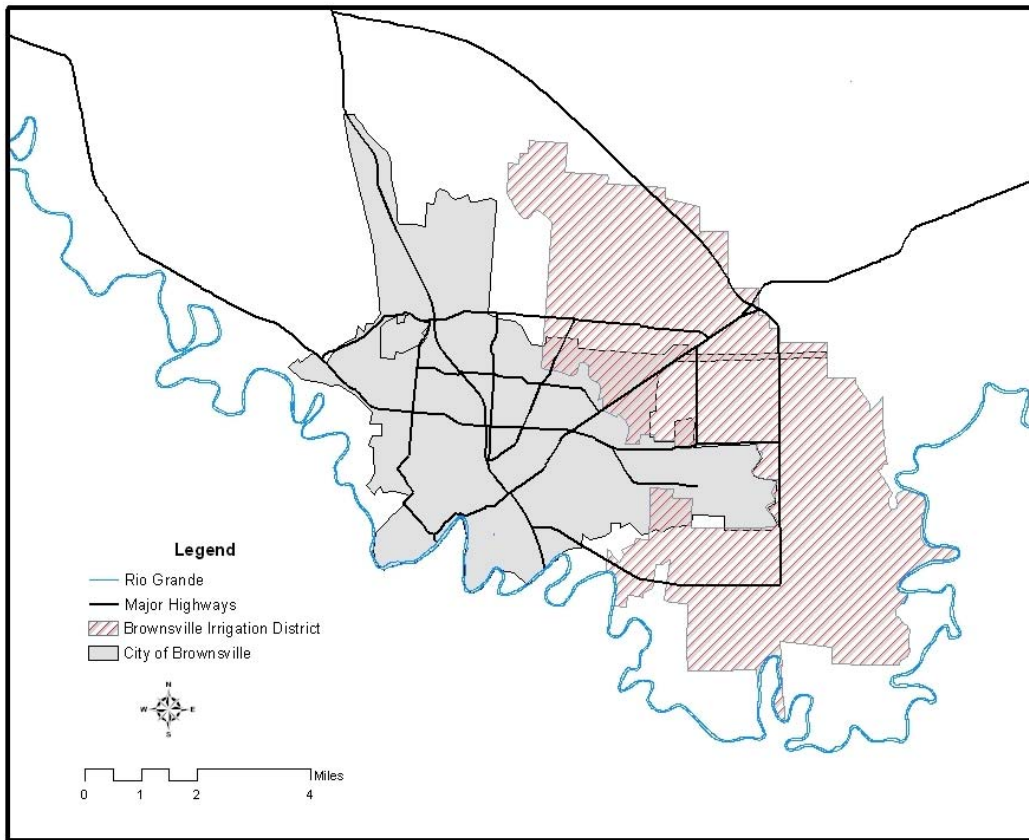 Legend
Rio Grande
Major Highways
Brownsville Irrigation District
City of Brownsville
N
W E
S
Miles
0 1 2 4